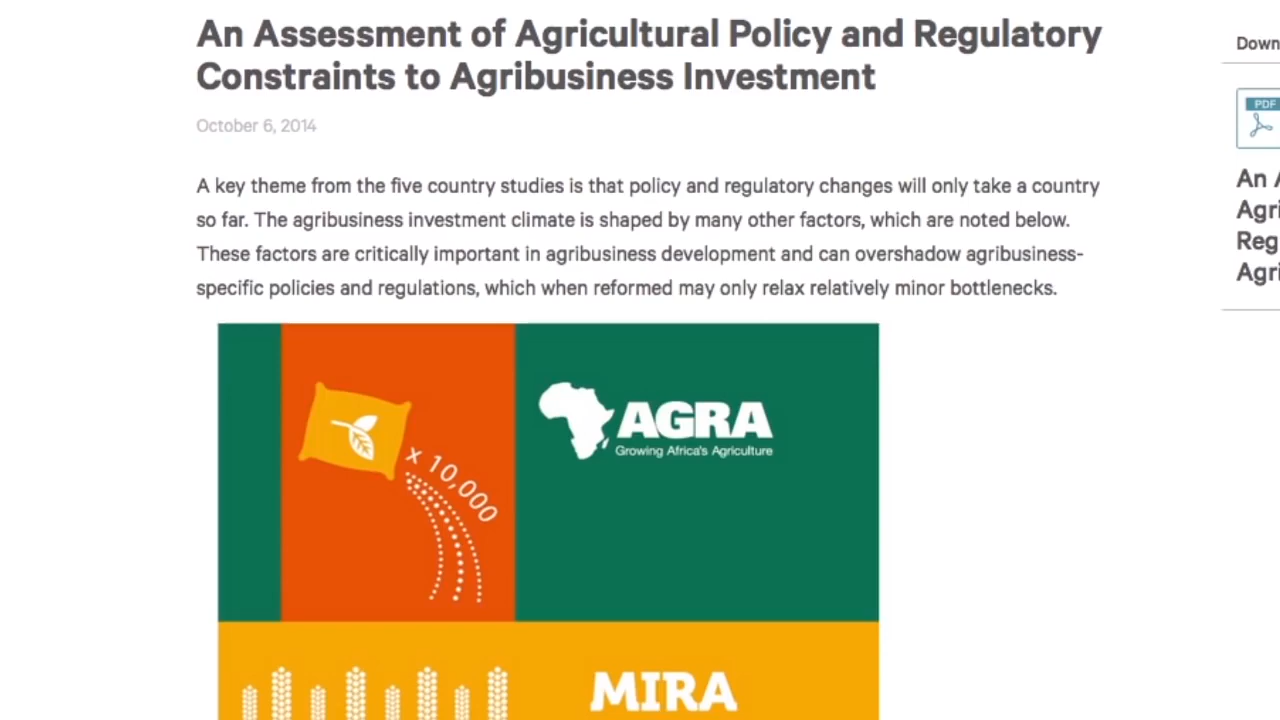 An Assessment of Agricultural Policy and Regulatory
Constraints to Agribusiness Investment
October 6, 2014
A key theme from the five country studies is that policy and regulatory changes will only take a country
so far. The agribusiness investment climate is shaped by many other factors, which are noted below.
These factors are critically important in agribusiness development and can overshadow agribusiness-
specific policies and regulations, which when reformed may only relax relatively minor bottlenecks.
x 10,000
AGRA
Growing Africa's Agriculture
MIRA
Down
PDF
An A
Agri
Reg
Agri